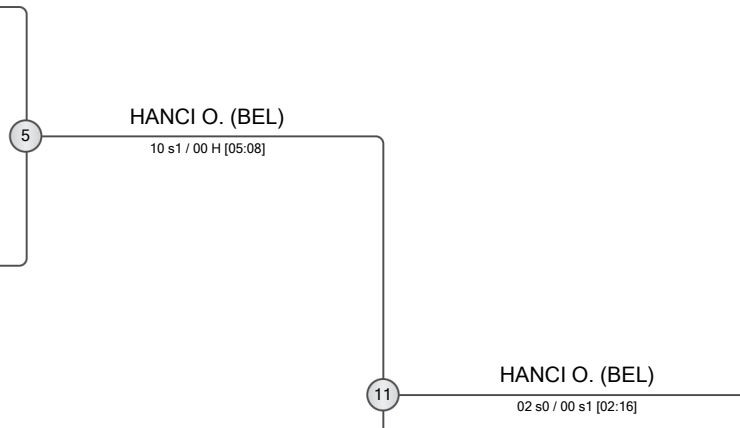 HANCI O. (BEL)
5
10 s1 / 00 H [05:08]
HANCI O. (BEL)
11
02 s0 / 00 s1 [02:16]